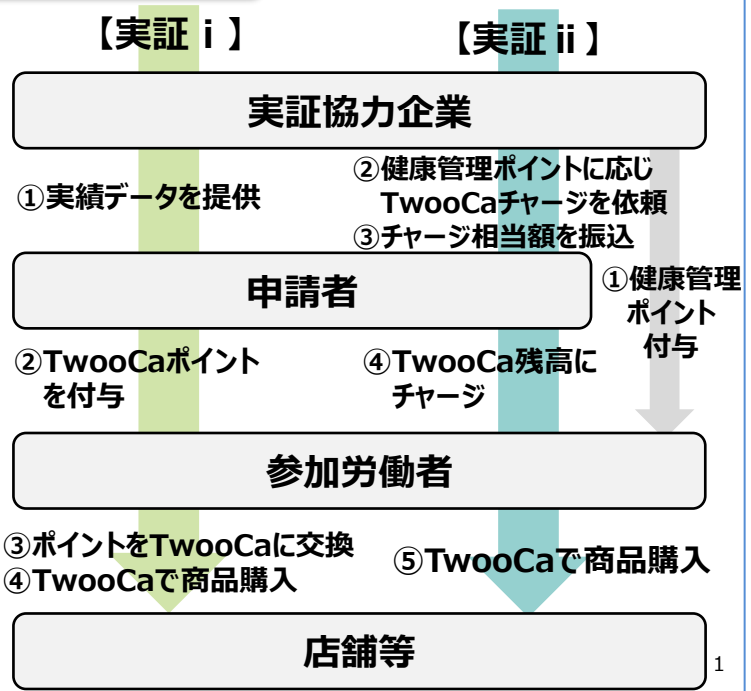 【実証 i 】
【実証 ii 】
実証協力企業
①実績データを提供
②健康管理ポイントに応じ
TwooCaチャージを依頼
③チャージ相当額を振込
申請者
①健康管理
ポイント
付与
②TwooCaポイント
を付与
④TwooCa残高に
チャージ
参加労働者
③ポイントをTwooCaに交換
④TwooCaで商品購入
⑤TwooCaで商品購入
店舗等
1